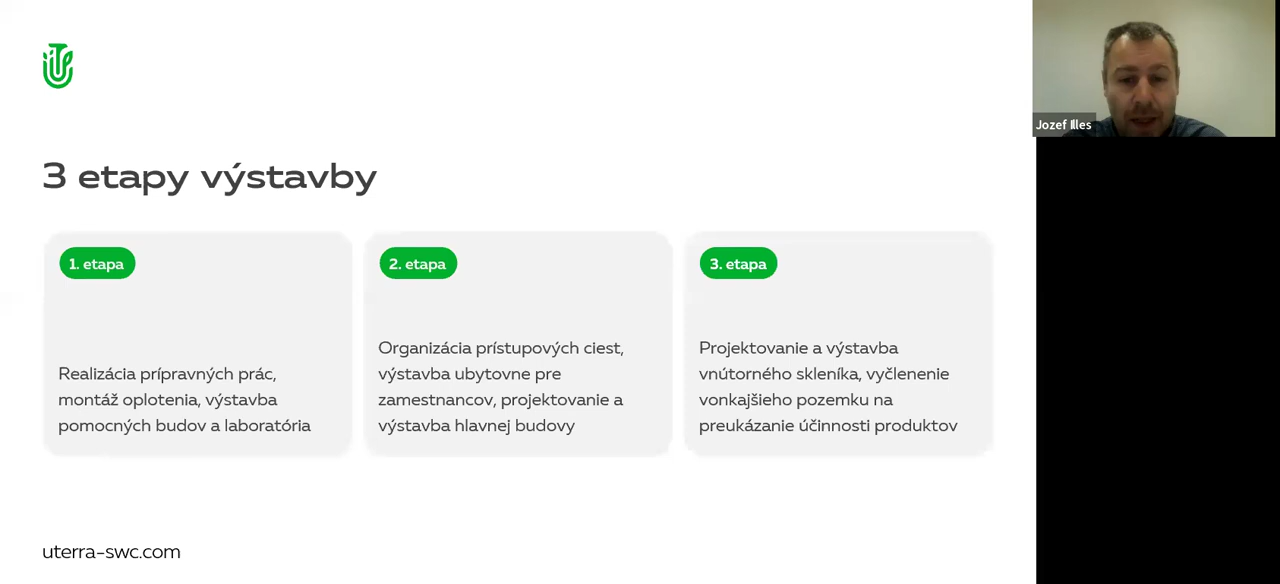 3 etapy výstavby
1. etapa
Realizácia prípravných prác,
montáž oplotenia, výstavba
pomocných budov a laboratória
2. etapa
Organizácia prístupových ciest,
výstavba ubytovne pre
zamestnancov, projektovanie a
výstavba hlavnej budovy
3. etapa
Projektovanie a výstavba
vnútorného skleníka, vyčlenenie
vonkajšieho pozemku na
preukázanie účinnosti produktov
uterra-swc.com
Jozef Illes